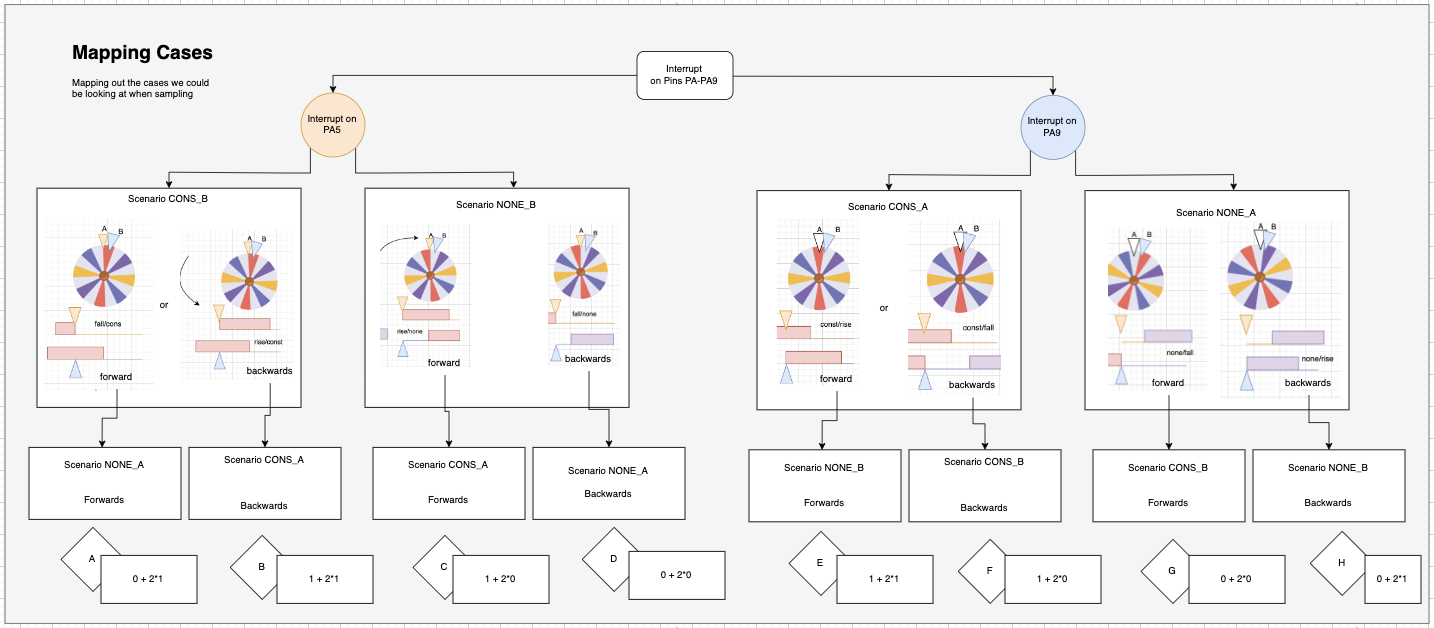 Mapping Cases
Mapping out the cases we could
be looking at when sampling
Interrupt
on Pins PA-PA9
Interrupt on
PA5
Interrupt on
PA9
Scenario CONS_B
A
B
A
B
or
fall/cons
rise/const
forward
backwards
Scenario NONE_B
A
B
A
B
rise/none
fall/none
forward
backwards
Scenario CONS_A
A
B
A
B
or
const/rise
const/fall
forward
backwards
Scenario NONE_A
A
B
A
B
none/fall
none/rise
forward
backwards
Scenario NONE_A
Forwards
Scenario CONS_A
Backwards
Scenario CONS_A
Forwards
Scenario NONE_A
Backwards
Scenario NONE_B
Forwards
Scenario CONS_B
Backwards
Scenario CONS_B
Forwards
Scenario NONE_B
Backwards
A
0 + 2*1
B
1 + 2*1
C
1 + 2*0
D
0 + 2*0
E
1 + 2*1
F
1 + 2*0
G
0 + 2*0
H
0 + 2*1